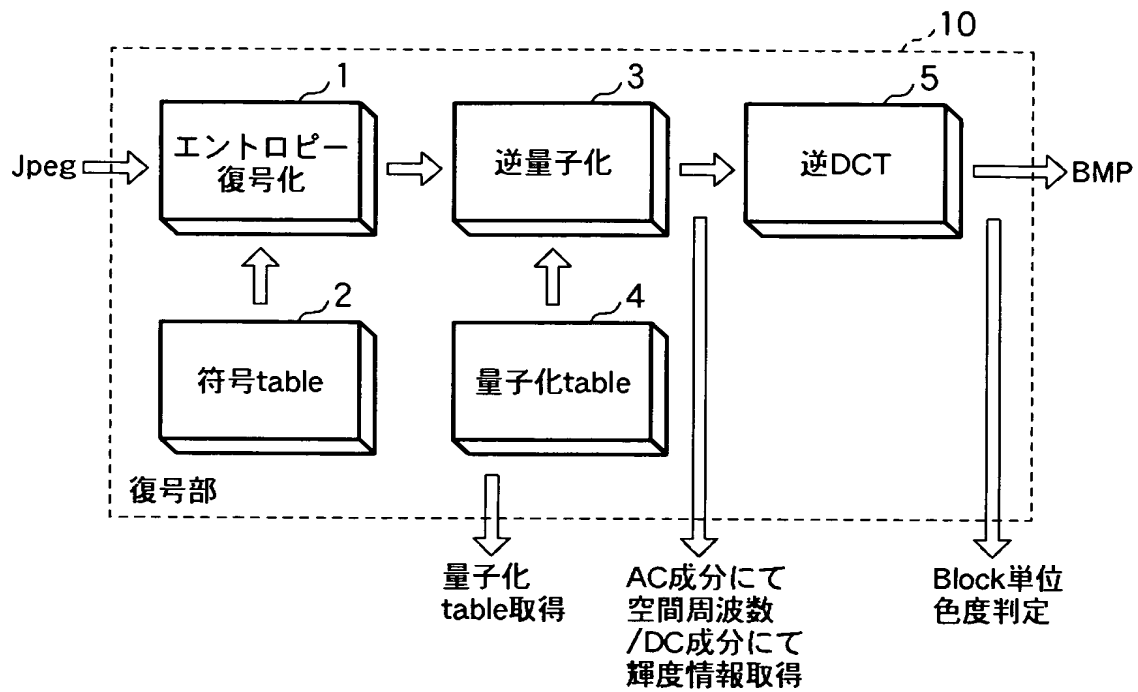 10
1
3
5
Jpeg
エントロピー
復号化
逆量子化
逆DCT
BMP
2
4
符号table
量子化table
復号部
量子化
table取得
AC成分にて
空間周波数
/DC成分にて
輝度情報取得
Block単位
色度判定